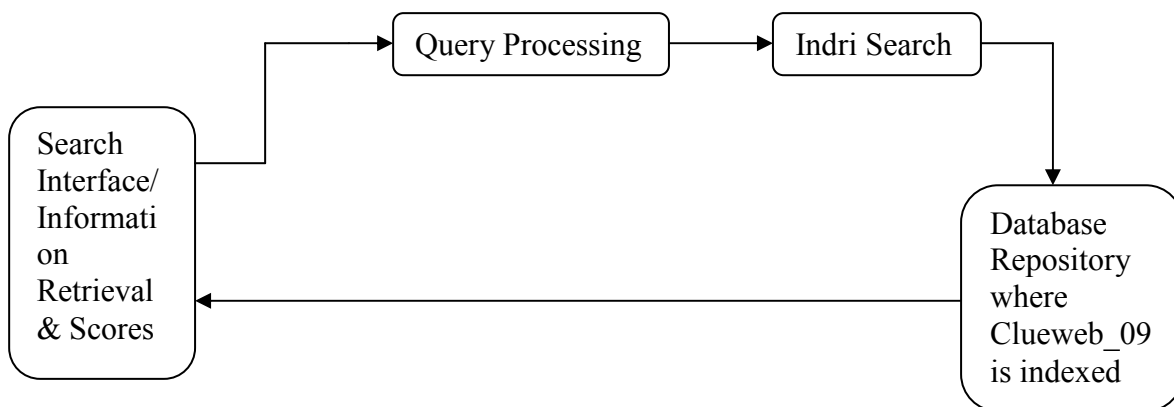 Query Processing
Indri Search
Search
Interface/
Informati
on
Retrieval
& Scores
Database
Repository
where
Clueweb_09
is indexed